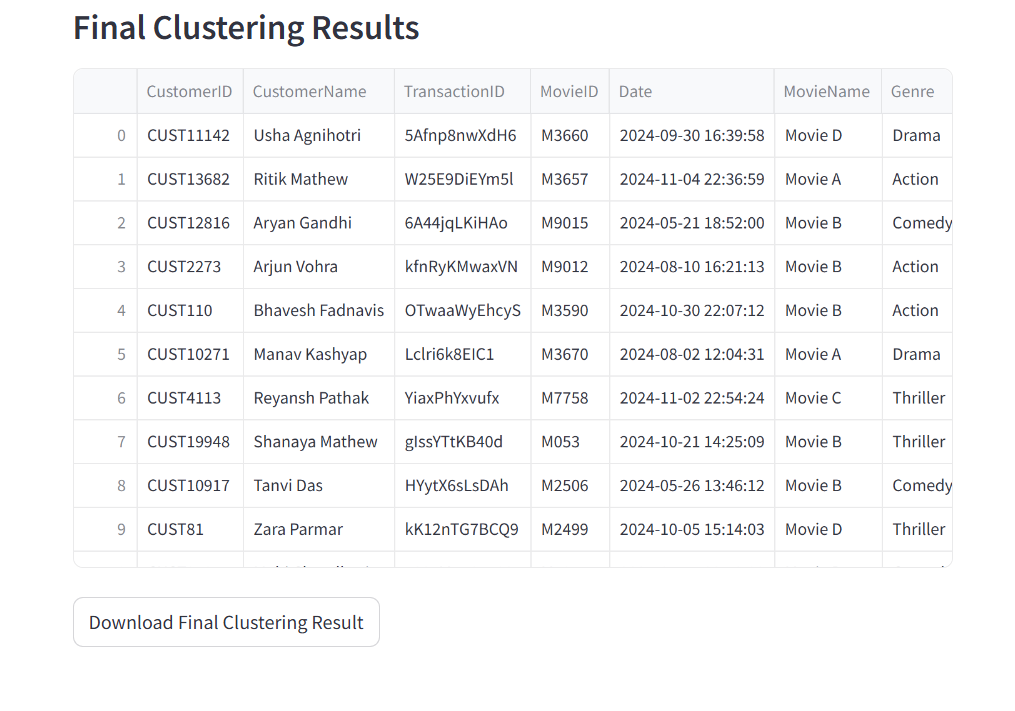 Final Clustering Results
CustomerID CustomerName TransactionID MovieID Date MovieName Genre
0 CUST11142 Usha Agnihotri 5Afnp8nwXdH6 M3660 2024-09-30 16:39:58 Movie D Drama
1 CUST13682 Ritik Mathew W25E9DiEYm5l M3657 2024-11-04 22:36:59 Movie A Action
2 CUST12816 Aryan Gandhi 6A44jqLKiHAo M9015 2024-05-21 18:52:00 Movie B Comedy
3 CUST2273 Arjun Vohra kfnRyKMwaxVN M9012 2024-08-10 16:21:13 Movie B Action
4 CUST110 Bhavesh Fadnavis OTwaaWyEhcyS M3590 2024-10-30 22:07:12 Movie B Action
5 CUST10271 Manav Kashyap Lclri6k8EIC1 M3670 2024-08-02 12:04:31 Movie A Drama
6 CUST4113 Reyansh Pathak YiaxPhYxvufx M7758 2024-11-02 22:54:24 Movie C Thriller
7 CUST19948 Shanaya Mathew gIssYTtKB40d M053 2024-10-21 14:25:09 Movie B Thriller
8 CUST10917 Tanvi Das HYytX6sLsDAh M2506 2024-05-26 13:46:12 Movie B Comedy
9 CUST81 Zara Parmar kK12nTG7BCQ9 M2499 2024-10-05 15:14:03 Movie D Thriller
Download Final Clustering Result